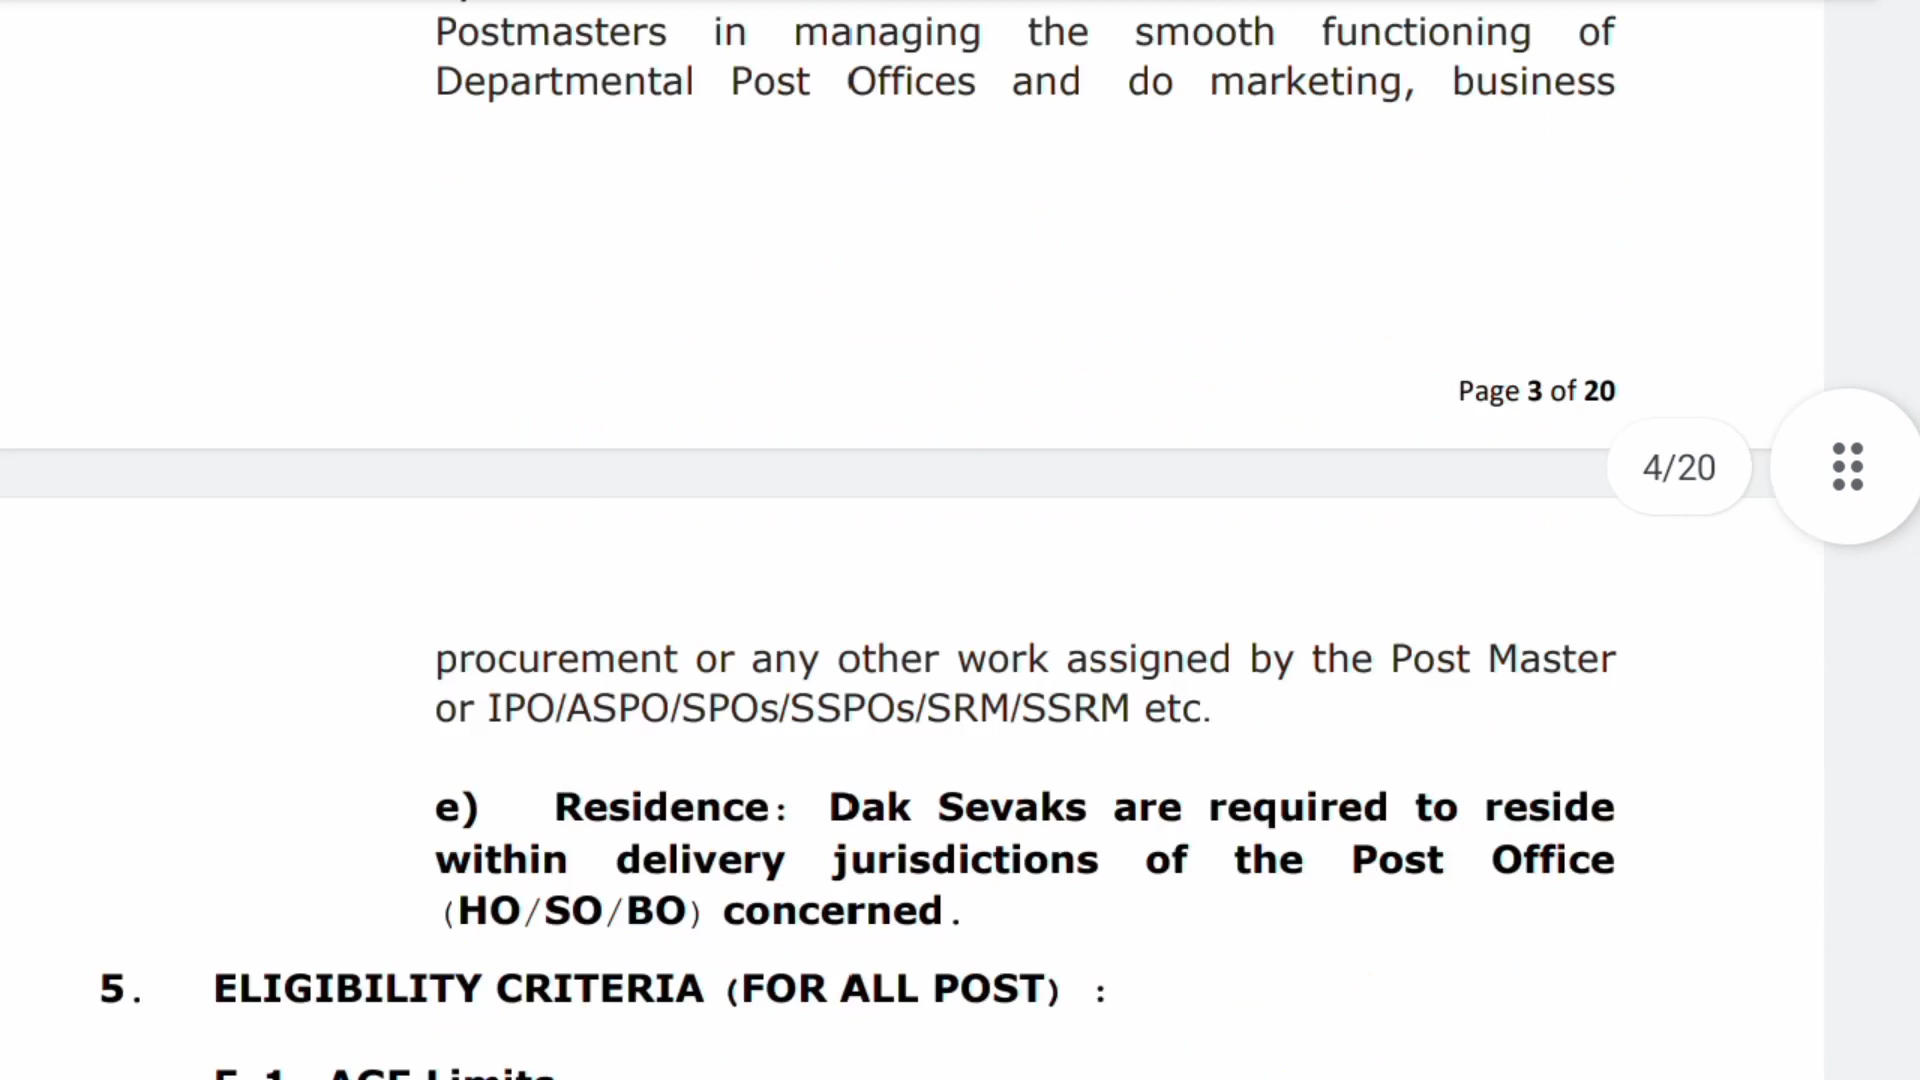 Postmasters in managing the smooth functioning of
Departmental Post Offices and do marketing, business
Page 3 of 20
4/20
procurement or any other work assigned by the Post Master
or IPO/ASPO/SPOs/SSPOs/SRM/SSRM etc.
e) Residence: Dak Sevaks are required to reside
within delivery jurisdictions of the Post Office
(HO/SO/BO) concerned.
5. ELIGIBILITY CRITERIA (FOR ALL POST) :
AGE Limits